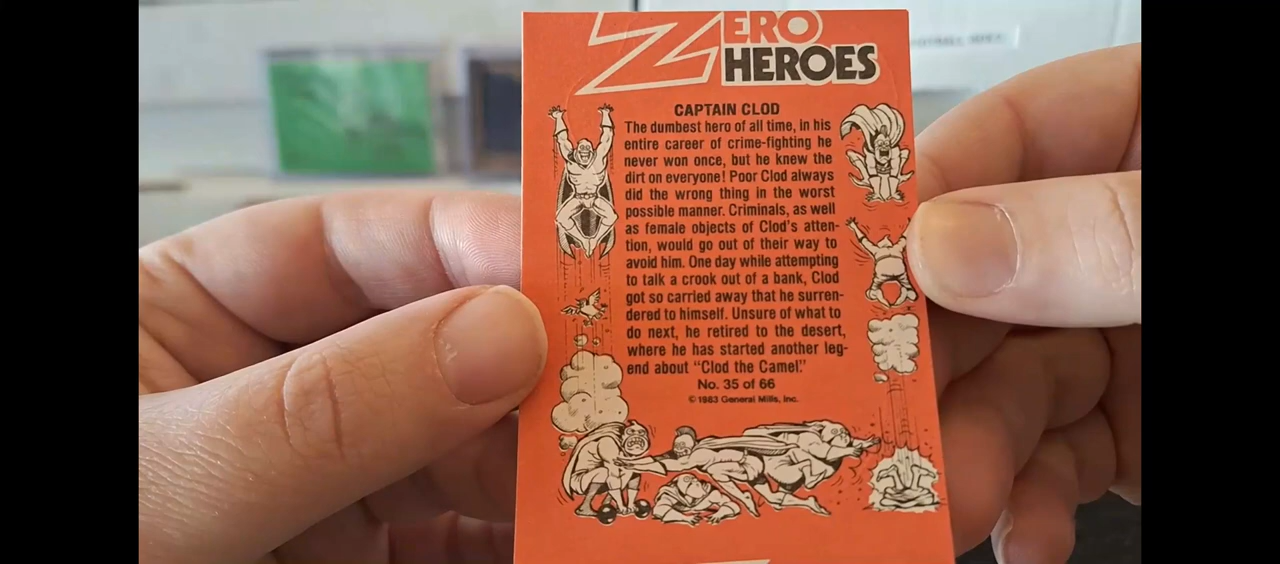 ZERO
HEROES
CAPTAIN CLOD
The dumbest hero of all time, in his
entire career of crime-fighting he
never won once, but he knew the
dirt on everyone! Poor Clod always
did the wrong thing in the worst
possible manner. Criminals, as well
as female objects of Clod's atten-
tion, would go out of their way to
avoid him. One day while attempting
to talk a crook out of a bank, Clod
got so carried away that he surren-
dered to himself. Unsure of what to
do next, he retired to the desert,
where he has started another leg-
end about "Clod the Camel."
No. 35 of 66
© 1983 General Mills, Inc.